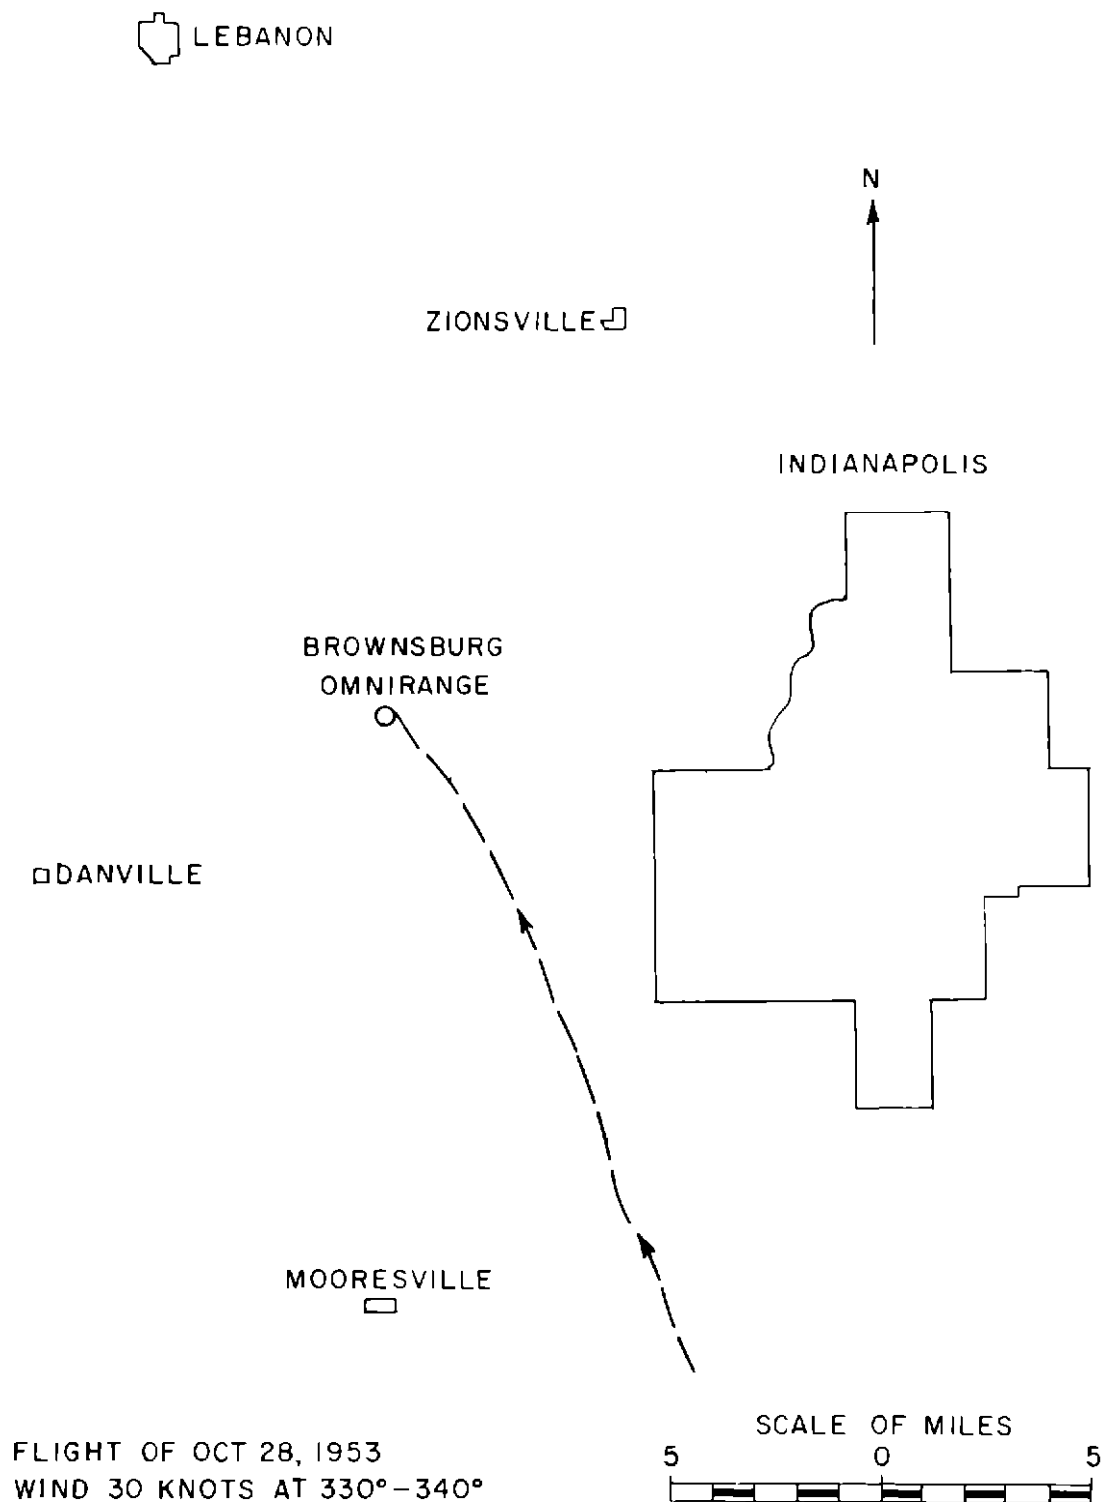 LEBANON
N
ZIONSVILLE
INDIANAPOLIS
BROWNSBURG
OMNIRANGE
DANVILLE
MOORESVILLE
SCALE OF MILES
5 0 5
FLIGHT OF OCT 28, 1953
WIND 30 KNOTS AT 330°-340°